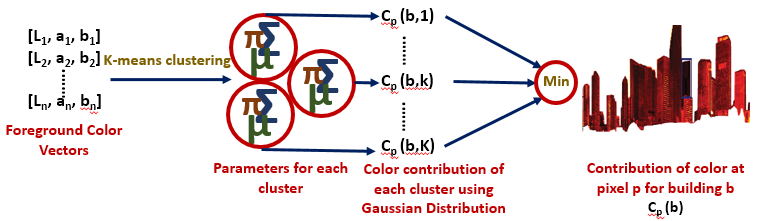 [L₁, a₁, b₁]
[L₂, a₂, b₂]
[Lₙ, aₙ, bₙ]
Foreground Color
Vectors
K-means clustering
π Σ μ
π Σ μ
π Σ μ
Parameters for each
cluster
Cₚ (b,1)
Cₚ (b,k)
Cₚ (b,K)
Color contribution of
each cluster using
Gaussian Distribution
Min
Contribution of color at
pixel p for building b
Cₚ (b)